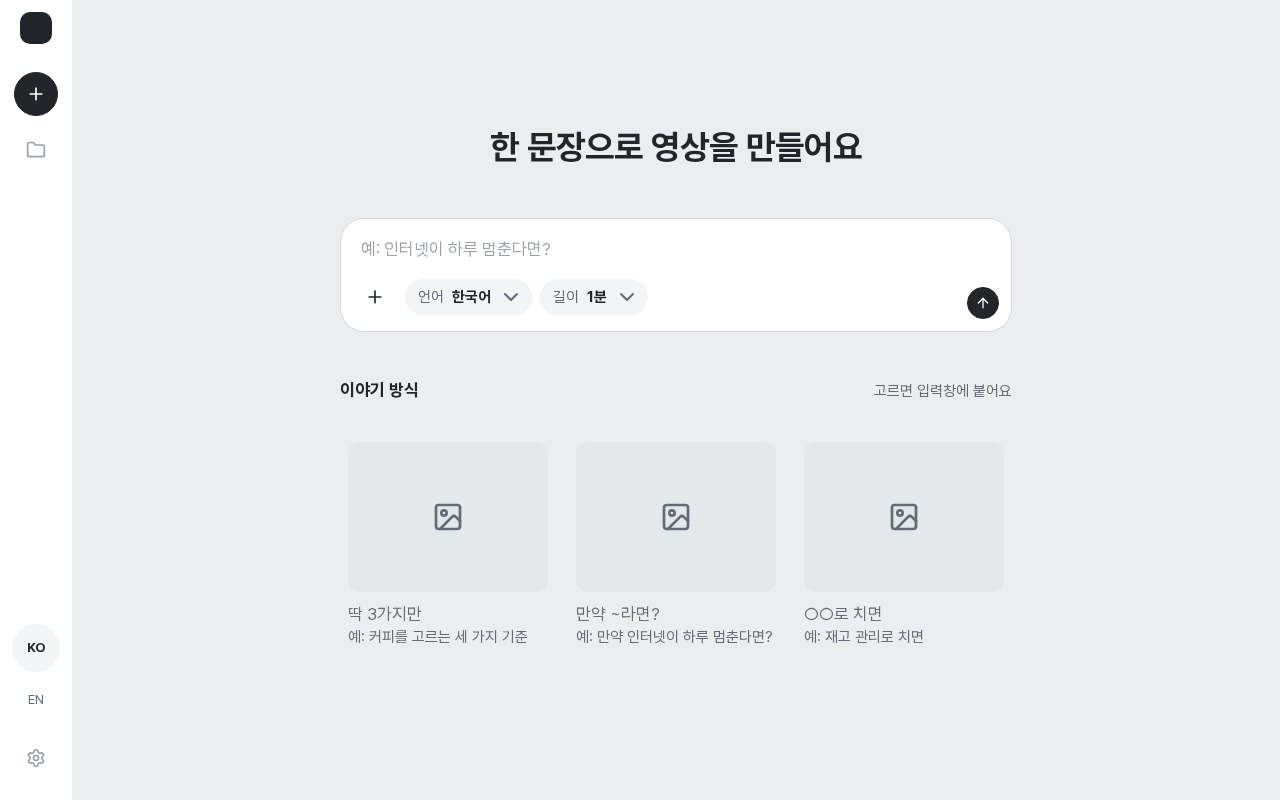 한 문장으로 영상을 만들어요
예: 인터넷이 하루 멈춘다면?
언어 한국어
길이 1분
이야기 방식
고르면 입력창에 붙어요
딱 3가지만
예: 커피를 고르는 세 가지 기준
만약 ~라면?
예: 만약 인터넷이 하루 멈춘다면?
○○로 치면
예: 재고 관리로 치면
KO
EN